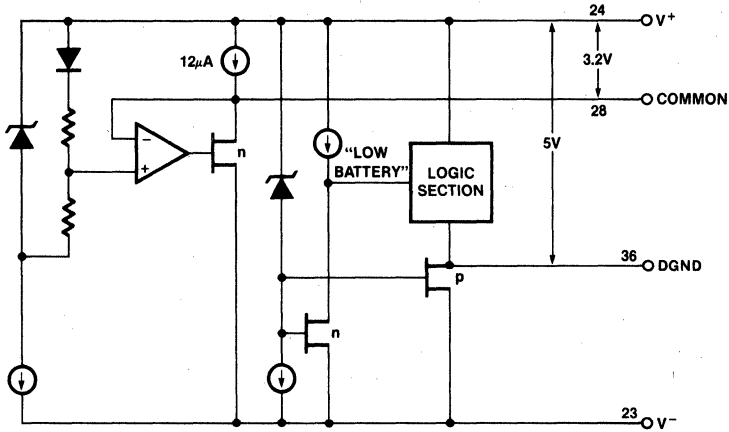 24
V+
12μA
3.2V
COMMON
28
−
+
n
5V
"LOW
BATTERY"
LOGIC
SECTION
36
DGND
p
n
23
V−